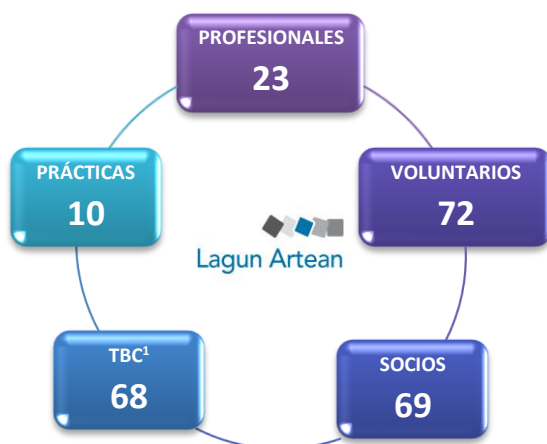 PROFESIONALES
23
PRÁCTICAS
10
VOLUNTARIOS
72
Lagun Artean
TBC¹
68
SOCIOS
69